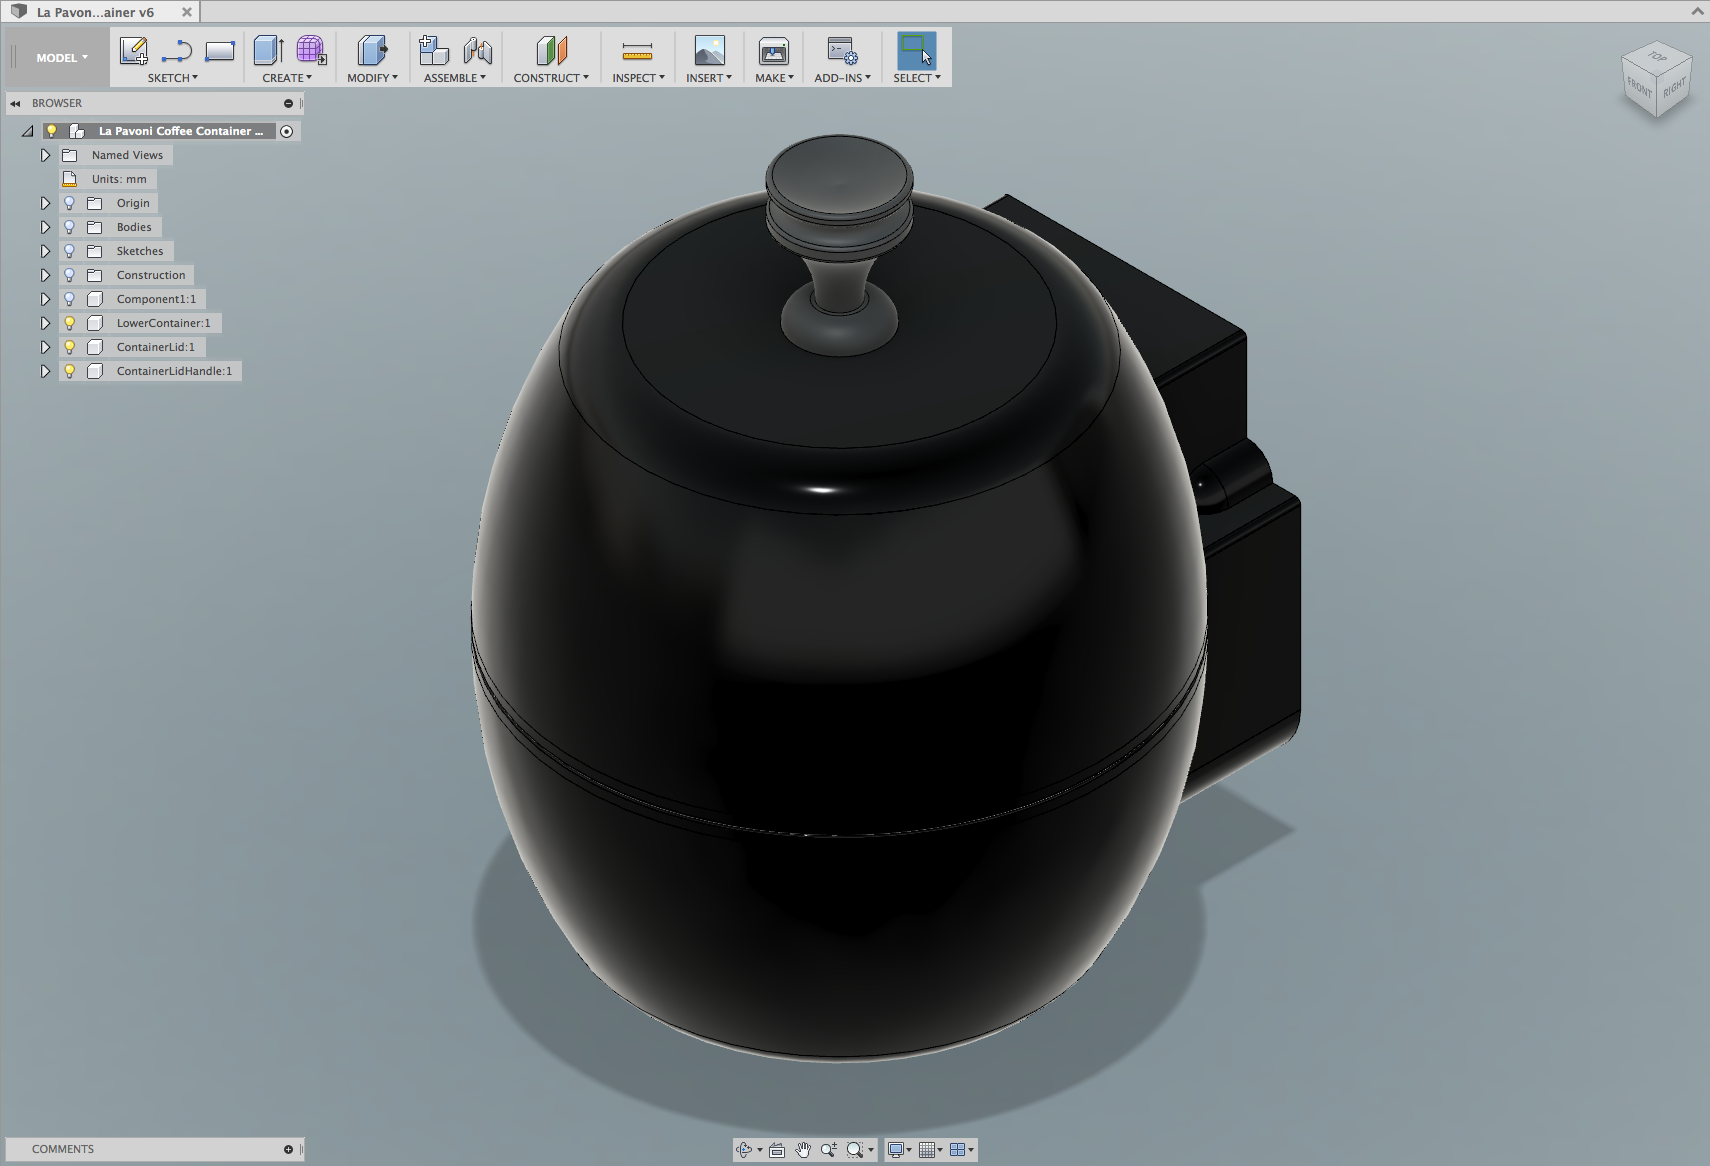 La Pavon...ainer v6
MODEL
SKETCH
CREATE
MODIFY
ASSEMBLE
CONSTRUCT
INSPECT
INSERT
MAKE
ADD-INS
SELECT
TOP
FRONT
RIGHT
BROWSER
La Pavoni Coffee Container ...
Named Views
Units: mm
Origin
Bodies
Sketches
Construction
Component1:1
LowerContainer:1
ContainerLid:1
ContainerLidHandle:1
COMMENTS